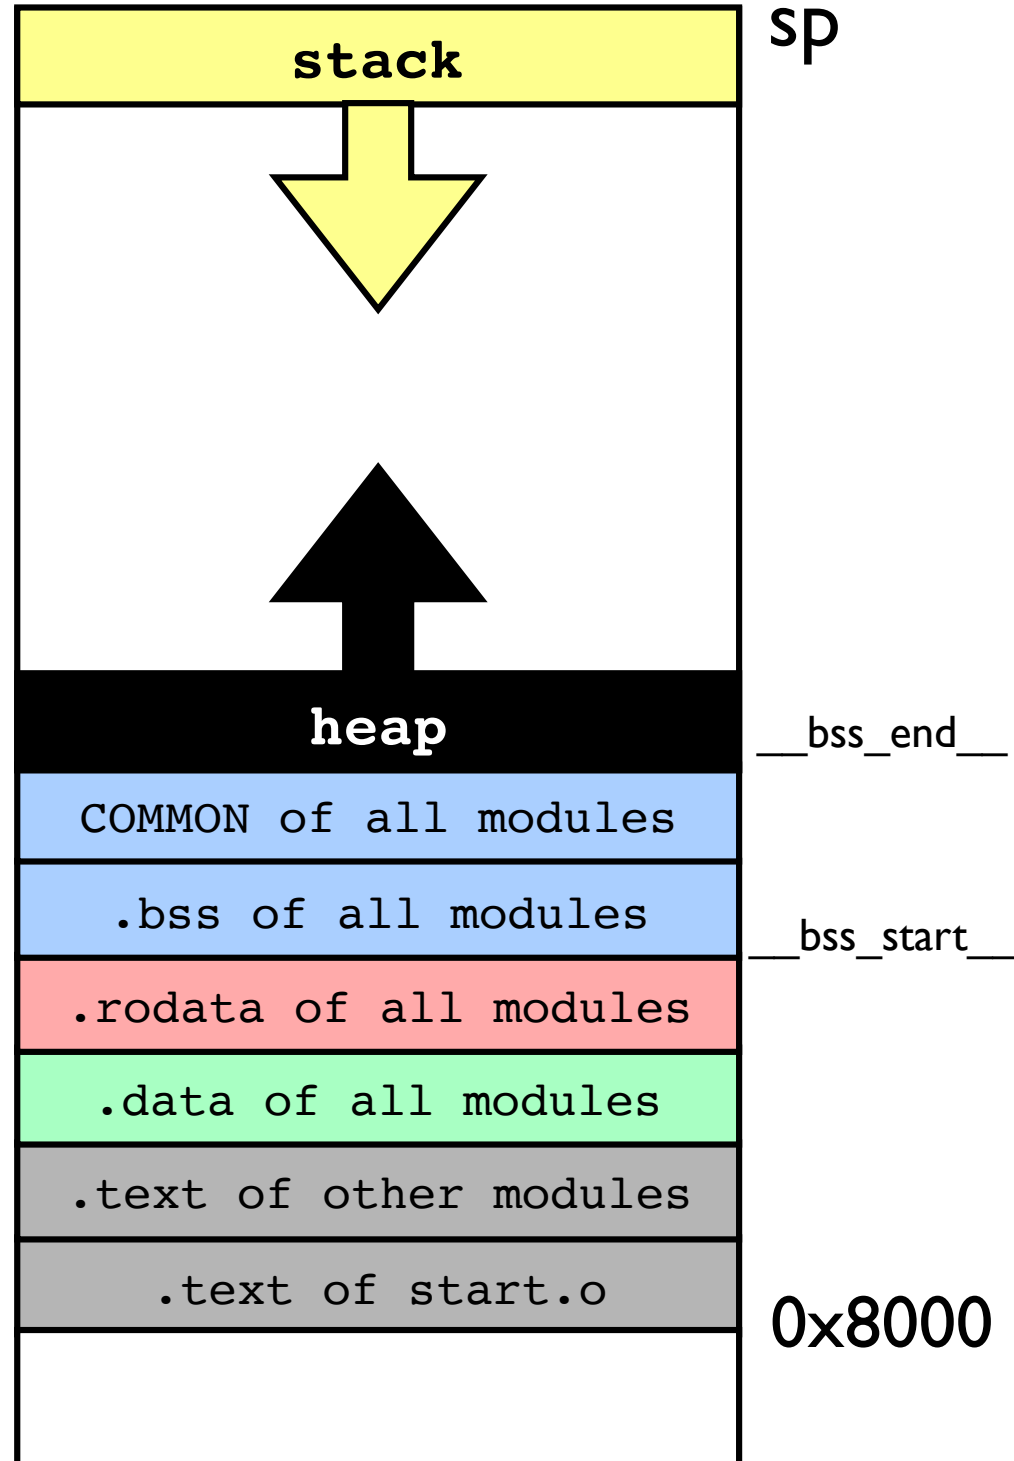 sp
stack
heap
__bss_end__
COMMON of all modules
.bss of all modules
__bss_start__
.rodata of all modules
.data of all modules
.text of other modules
.text of start.o
0x8000